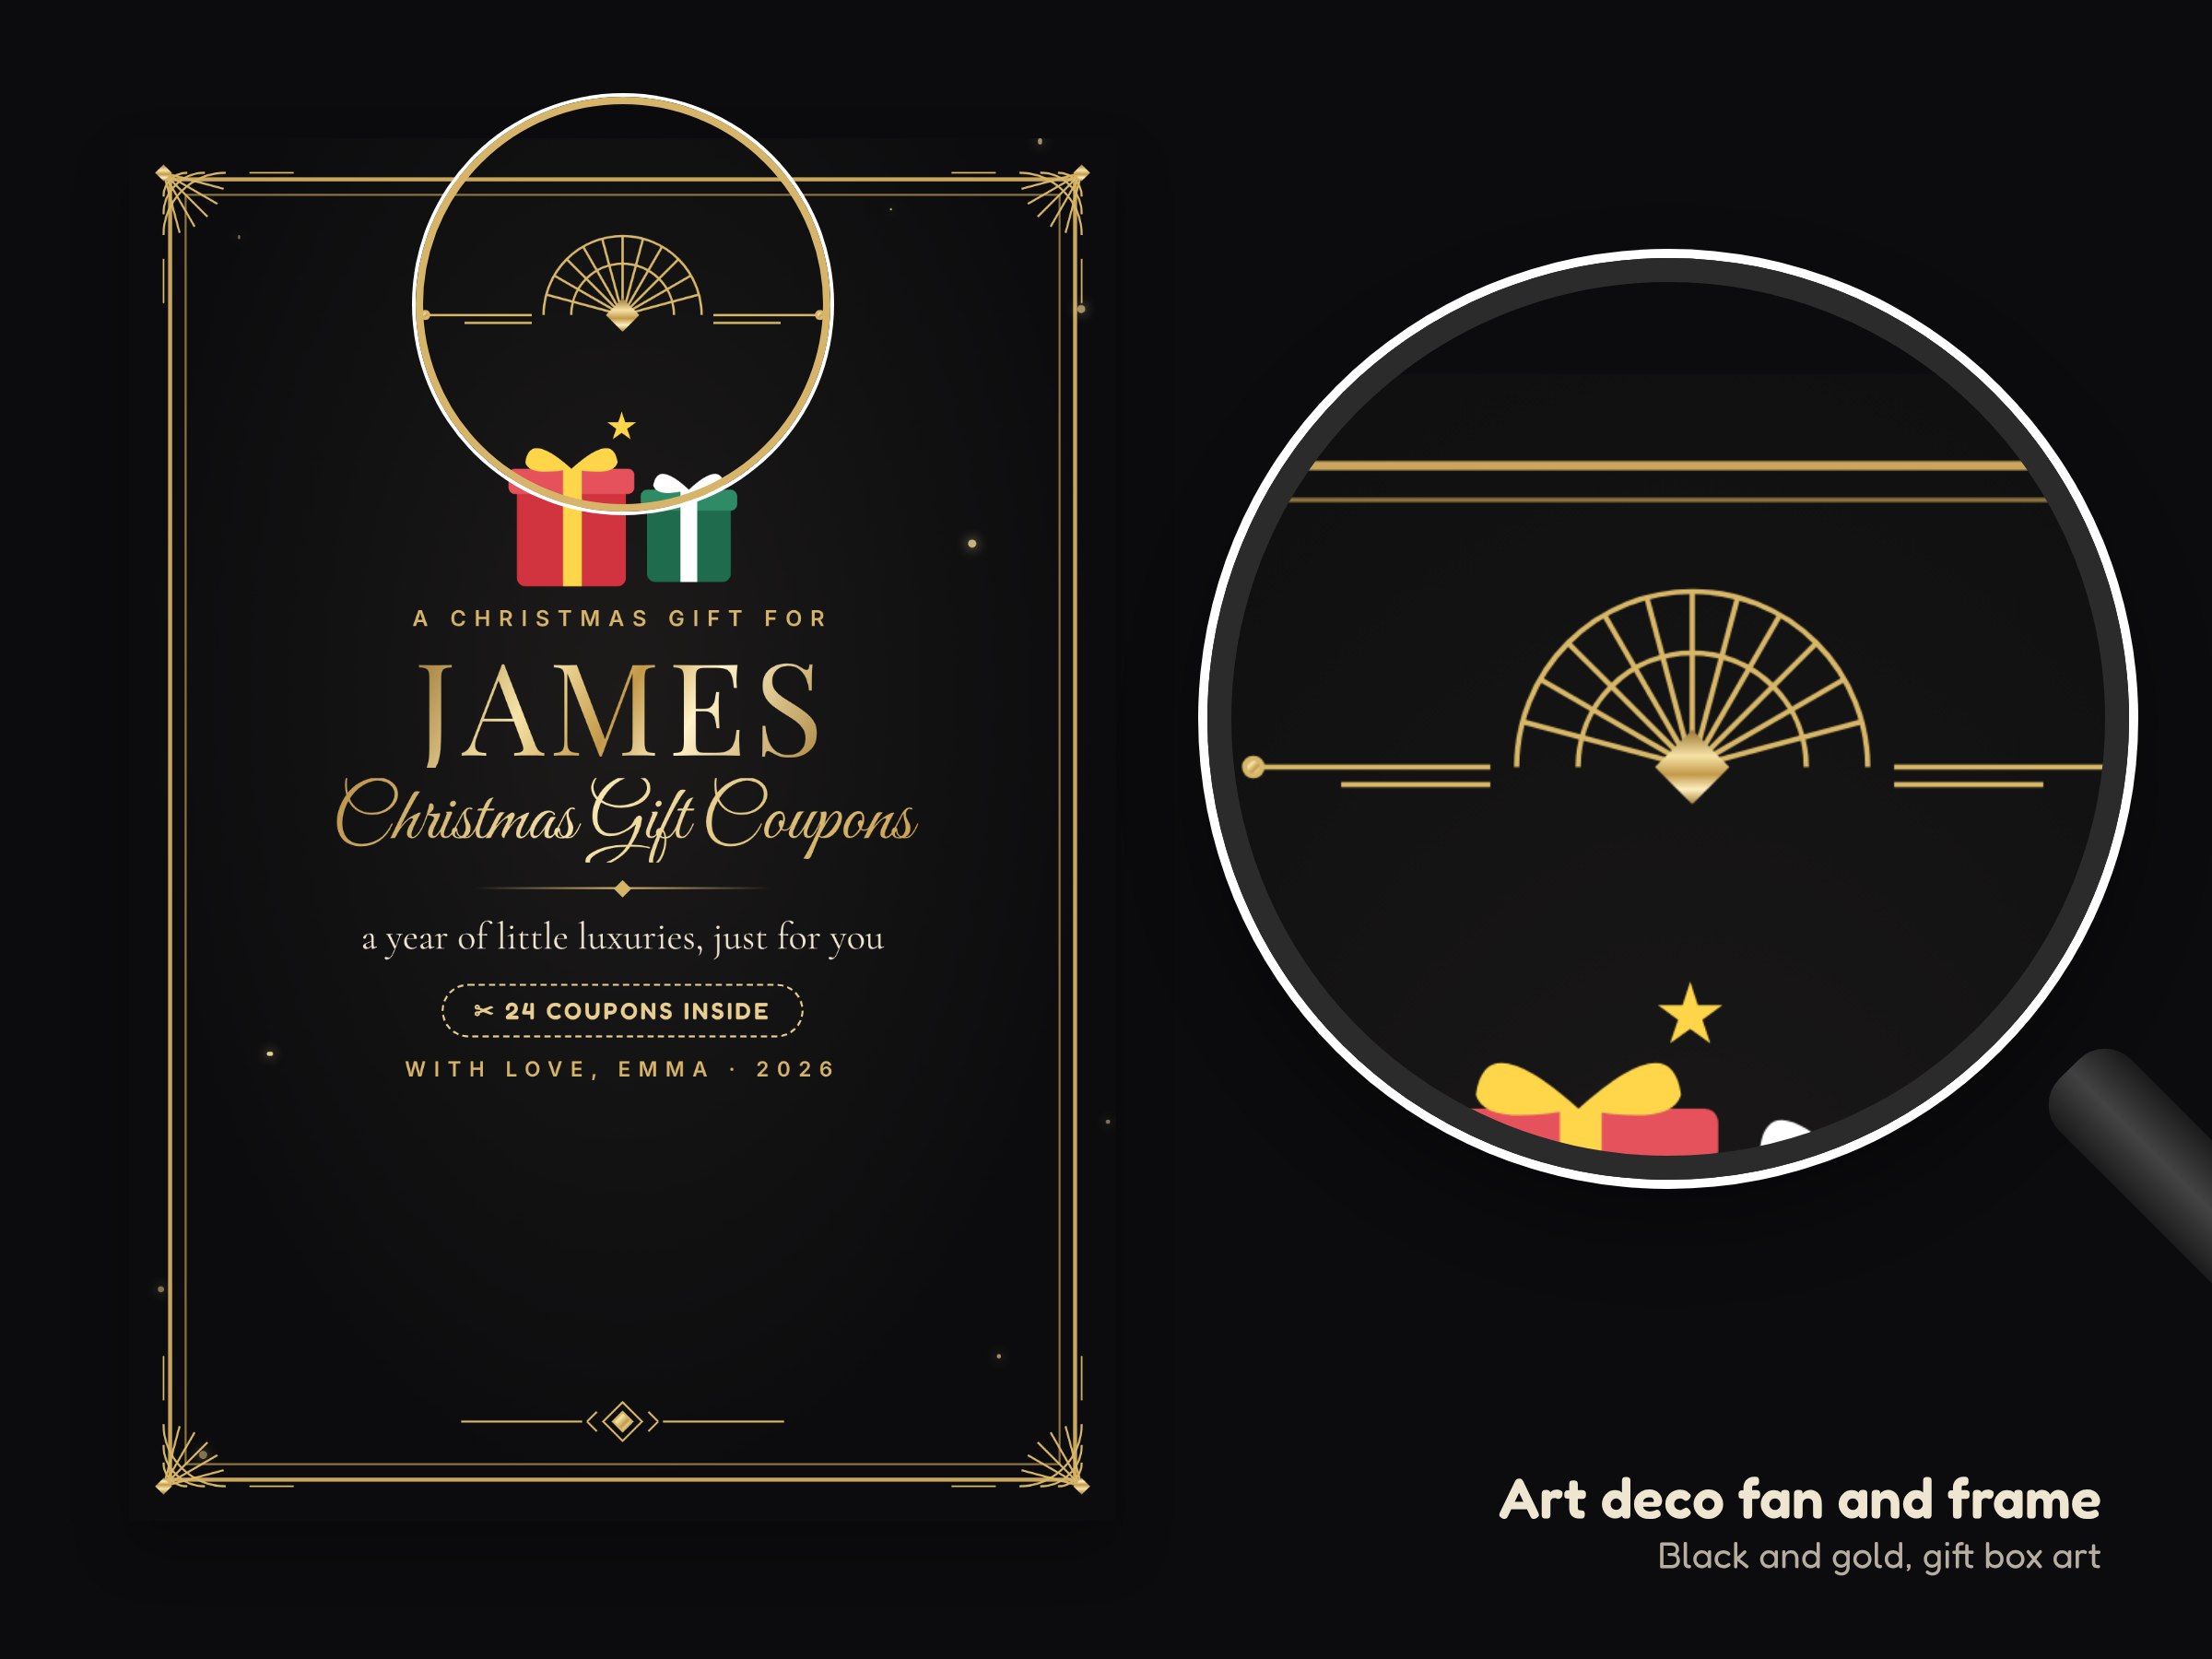 A CHRISTMAS GIFT FOR
JAMES
Christmas Gift Coupons
a year of little luxuries, just for you
✂ 24 COUPONS INSIDE
WITH LOVE, EMMA · 2026
Art deco fan and frame
Black and gold, gift box art